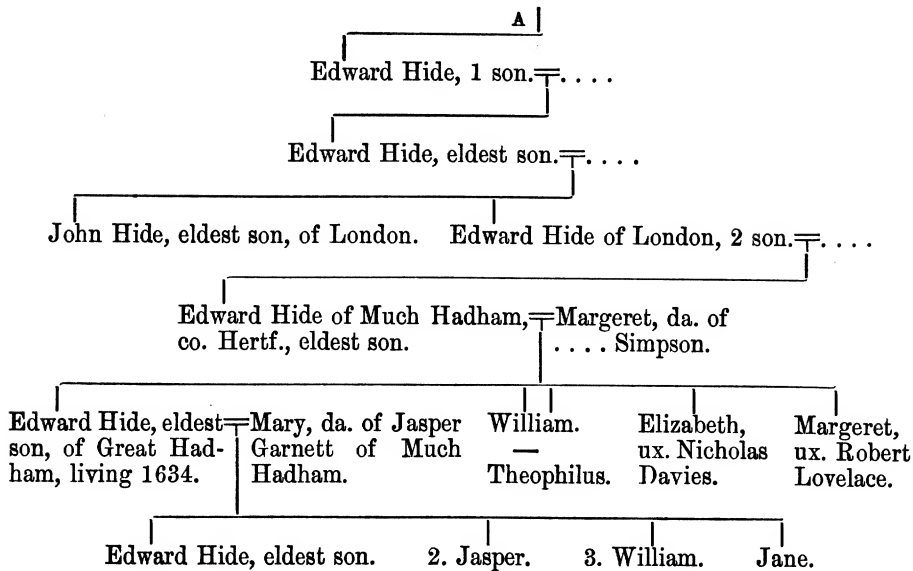 A
Edward Hide, 1 son.=. . . .
Edward Hide, eldest son.=. . . .
John Hide, eldest son, of London. Edward Hide of London, 2 son.=. . . .
Edward Hide of Much Hadham,=Margeret, da. of
co. Hertf., eldest son. . . . . Simpson.
Edward Hide, eldest=Mary, da. of Jasper William. Elizabeth, Margeret,
son, of Great Had- Garnett of Much — ux. Nicholas ux. Robert
ham, living 1634. Hadham. Theophilus. Davies. Lovelace.
Edward Hide, eldest son. 2. Jasper. 3. William. Jane.